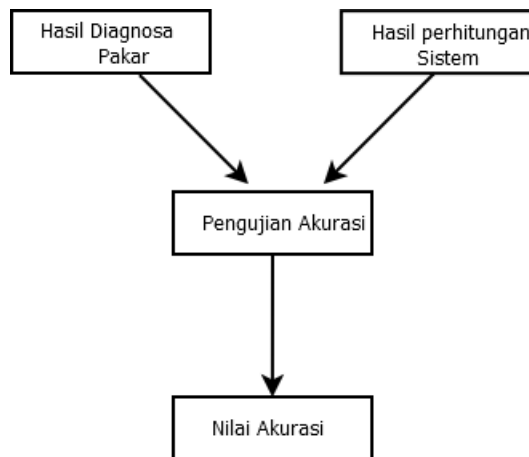 Hasil Diagnosa
Pakar
Hasil perhitungan
Sistem
Pengujian Akurasi
Nilai Akurasi